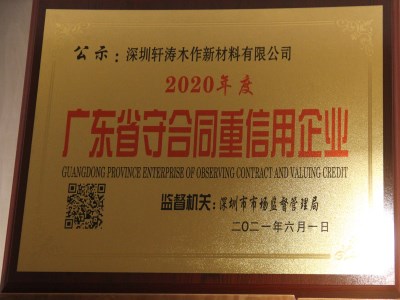 公示：深圳轩涛木作新材料有限公司
2020年度
广东省守合同重信用企业
GUANGDONG PROVINCE ENTERPRISE OF OBSERVING CONTRACT AND VALUING CREDIT
监督机关：深圳市市场监督管理局
二〇二一年六月一日